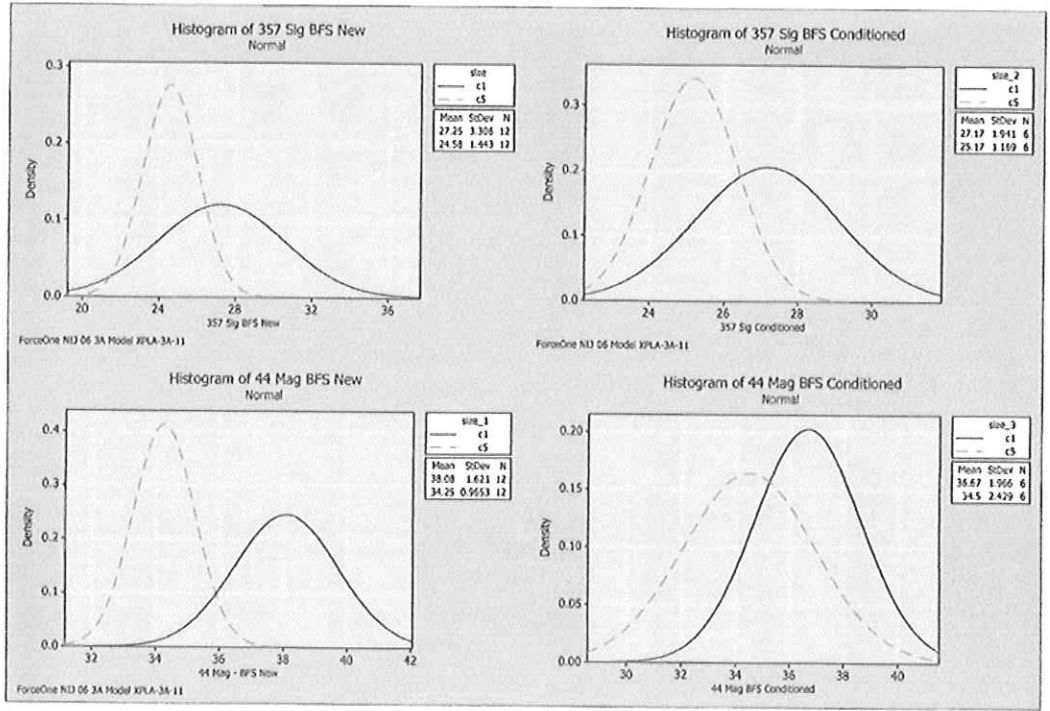 Histogram of 357 Sig BFS New
Normal
0.3
0.2
0.1
0.0
Density
20 24 28 32 36
357 Sig BFS New
size
c1
c5
Mean StDev N
27.25 3.306 12
24.58 1.443 12
ForceOne NIJ 06 3A Model XPLA-3A-11
Histogram of 357 Sig BFS Conditioned
Normal
0.3
0.2
0.1
0.0
Density
24 26 28 30
357 Sig Conditioned
size_2
c1
c5
Mean StDev N
27.17 1.941 6
25.17 1.169 6
ForceOne NIJ 06 3A Model XPLA-3A-11
Histogram of 44 Mag BFS New
Normal
0.4
0.3
0.2
0.1
0.0
Density
32 34 36 38 40 42
44 Mag - BFS New
size_1
c1
c5
Mean StDev N
38.08 1.621 12
34.25 0.9653 12
ForceOne NIJ 06 3A Model XPLA-3A-11
Histogram of 44 Mag BFS Conditioned
Normal
0.20
0.15
0.10
0.05
0.00
Density
30 32 34 36 38 40
44 Mag BFS Conditioned
size_3
c1
c5
Mean StDev N
36.67 1.966 6
34.5 2.429 6